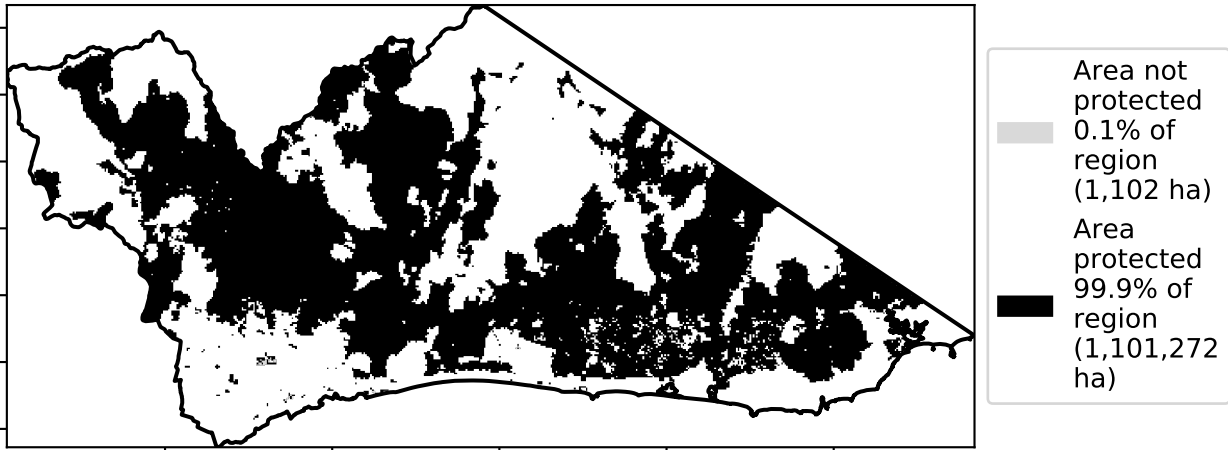 Area not
protected
0.1% of
region
(1,102 ha)
Area
protected
99.9% of
region
(1,101,272
ha)